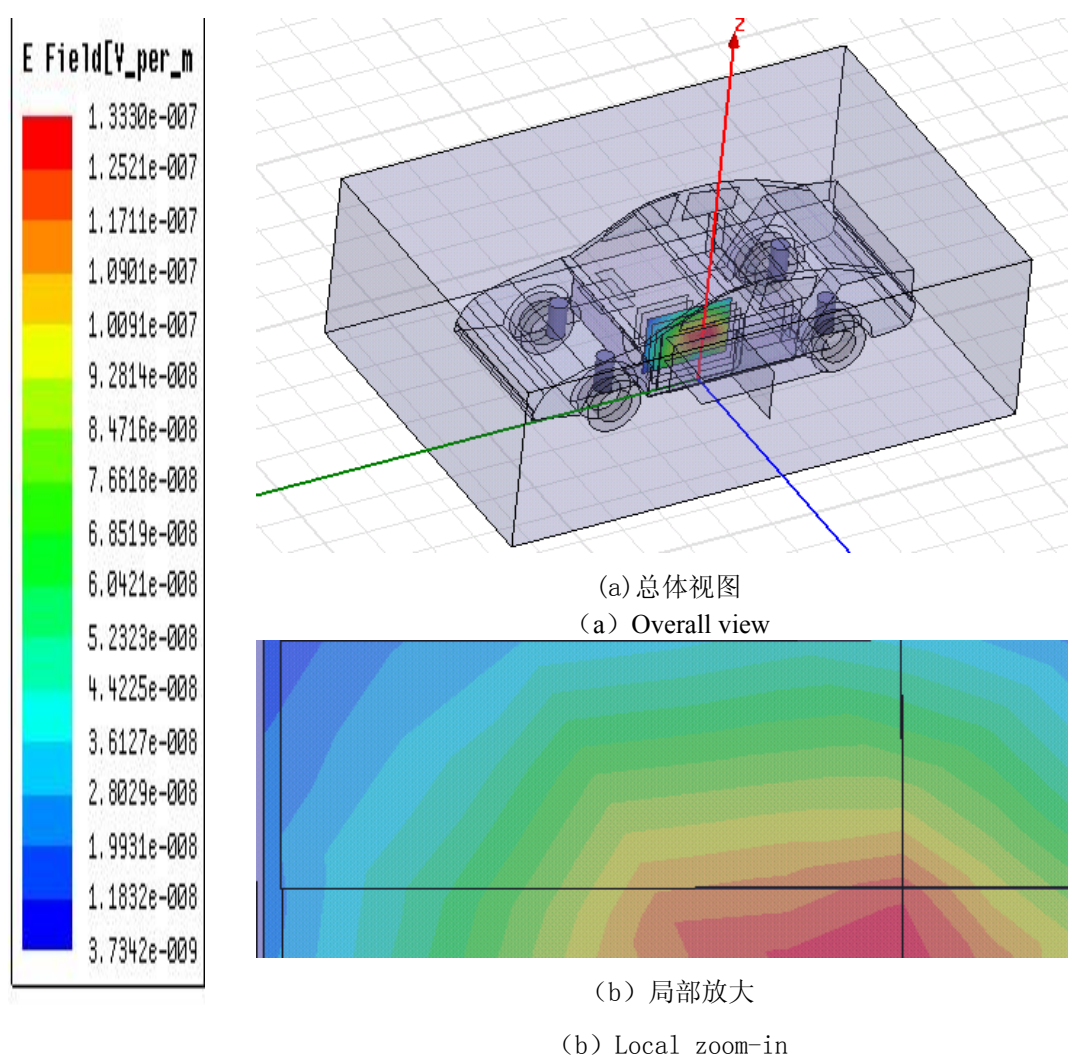 E Field[V_per_m
1.3330e-007
1.2521e-007
1.1711e-007
1.0901e-007
1.0091e-007
9.2814e-008
8.4716e-008
7.6618e-008
6.8519e-008
6.0421e-008
5.2323e-008
4.4225e-008
3.6127e-008
2.8029e-008
1.9931e-008
1.1832e-008
3.7342e-009
Z
(a)总体视图
（a）Overall view
（b）局部放大
（b）Local zoom-in